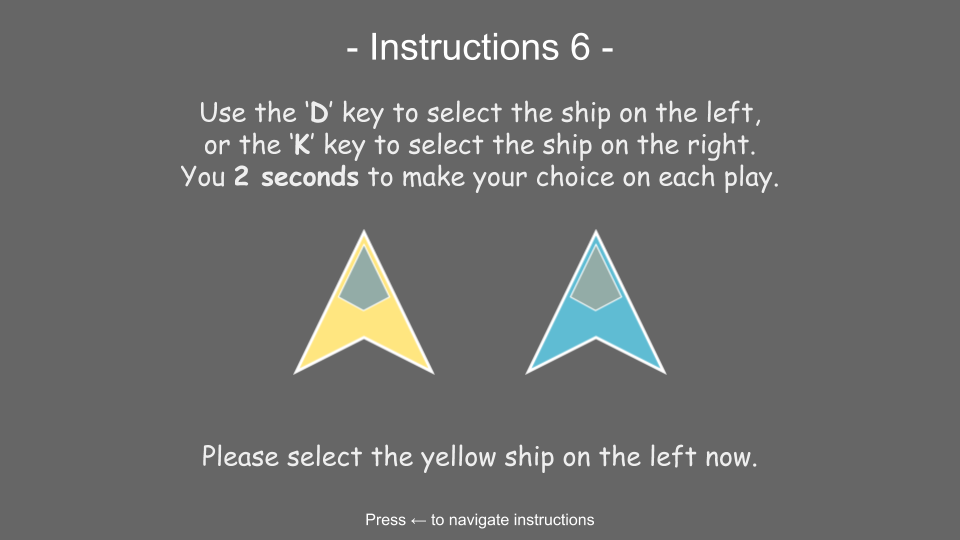 - Instructions 6 -
Use the ‘D’ key to select the ship on the left,
or the ‘K’ key to select the ship on the right.
You 2 seconds to make your choice on each play.
Please select the yellow ship on the left now.
Press ← to navigate instructions